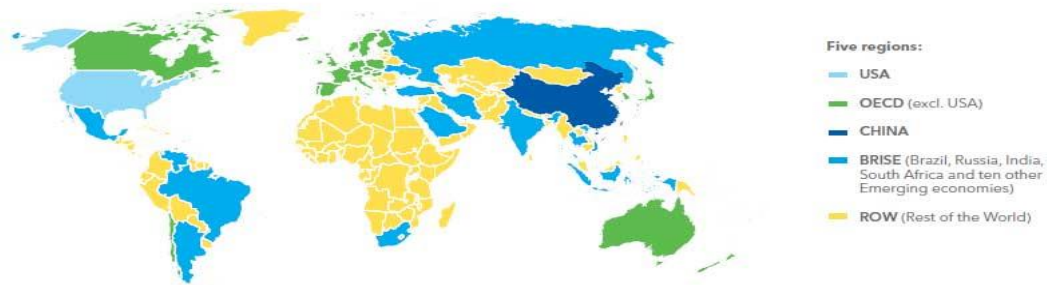 Five regions:
USA
OECD (excl. USA)
CHINA
BRISE (Brazil, Russia, India,
South Africa and ten other
Emerging economies)
ROW (Rest of the World)